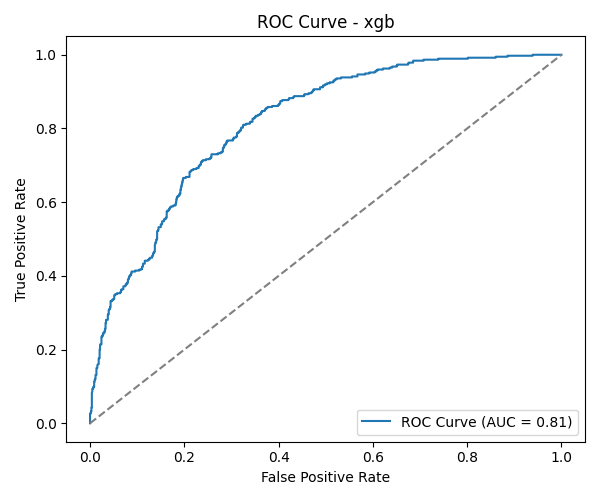 ROC Curve - xgb
True Positive Rate
1.0
0.8
0.6
0.4
0.2
0.0
ROC Curve (AUC = 0.81)
0.0 0.2 0.4 0.6 0.8 1.0
False Positive Rate